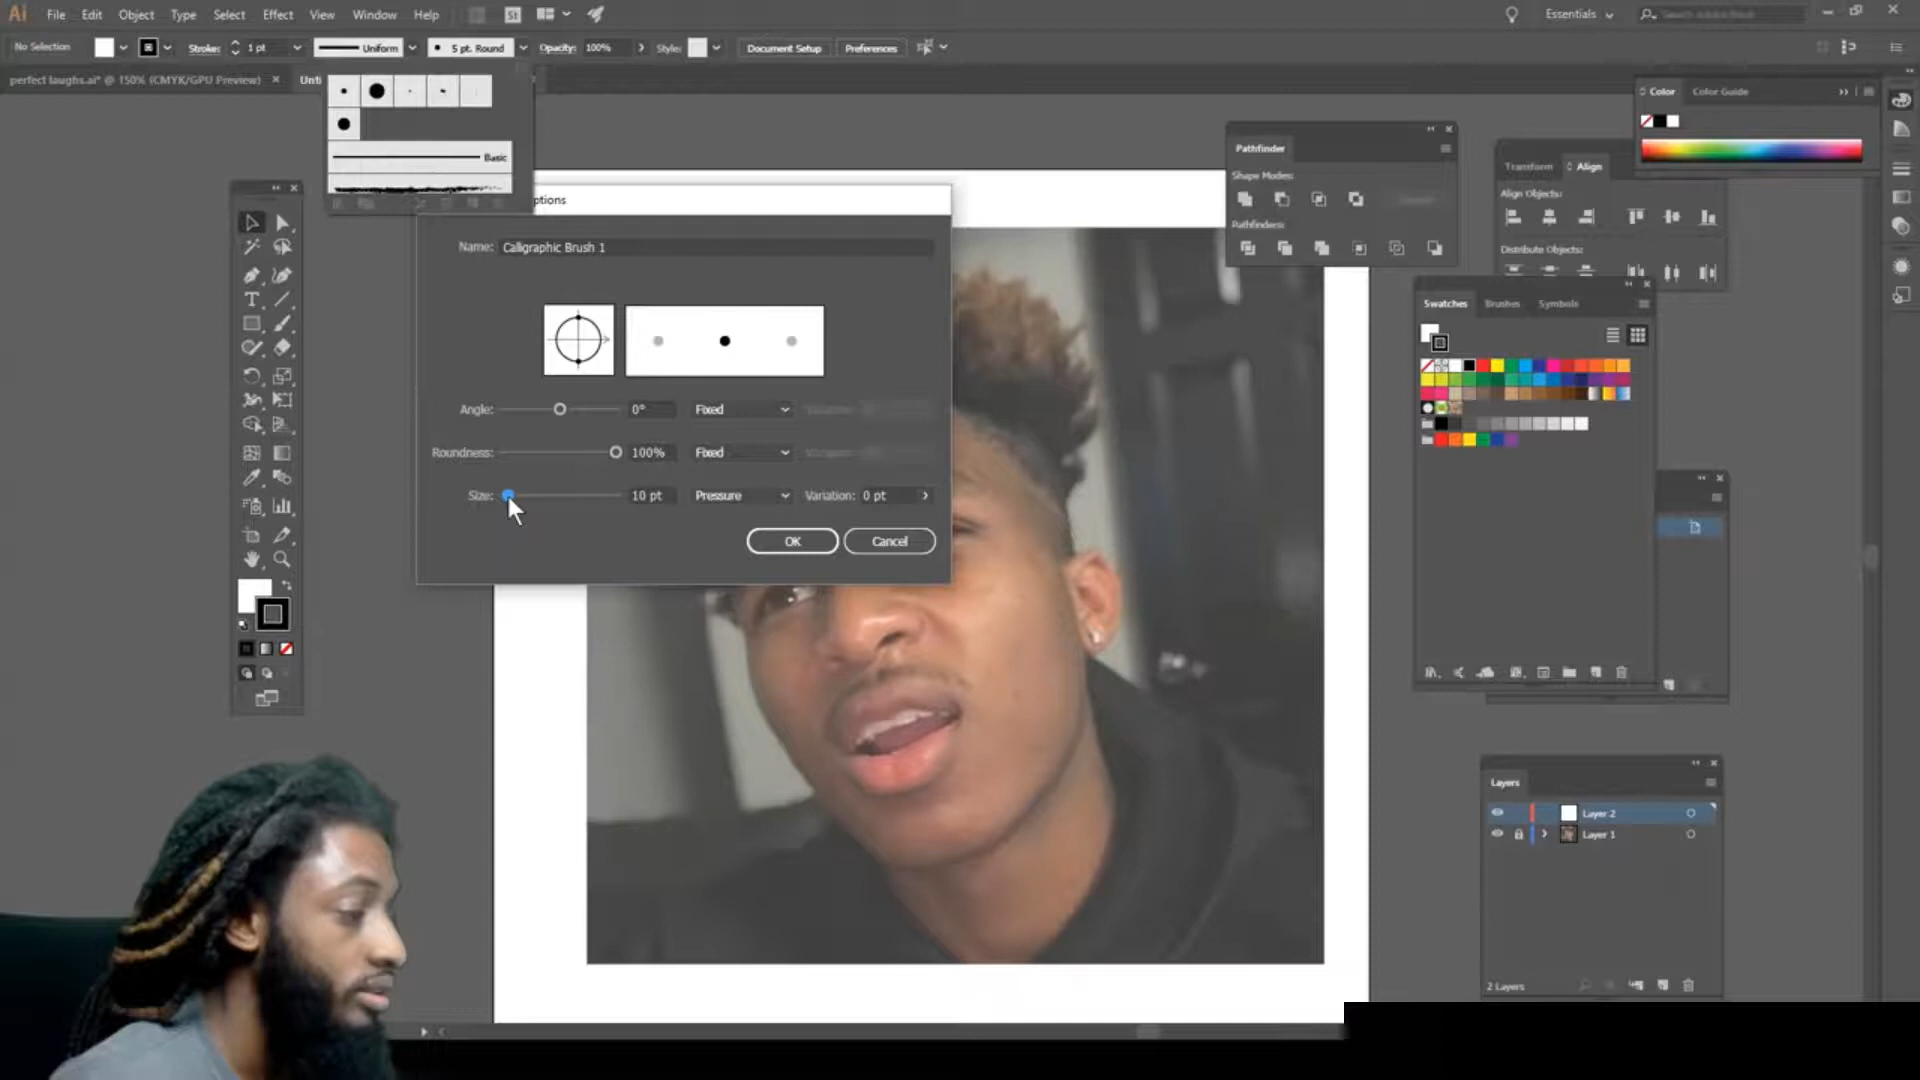 Ai File Edit Object Type Select Effect View Window Help St Essentials
No Selection Stroke: 1 pt Uniform 5 pt. Round Opacity: 100% Style: Document Setup Preferences
perfect laughs.ai* @ 150% (CMYK/GPU Preview) × Unti
Color Color Guide
Basic
Pathfinder
Shape Modes:
Pathfinders:
Transform Align
Align Objects:
Distribute Objects:
ptions
Name: Calligraphic Brush 1
Angle: 0° Fixed
Roundness: 100% Fixed
Size: 10 pt Pressure Variation: 0 pt
OK Cancel
Swatches Brushes Symbols
Layers
Layer 2
Layer 1
2 Layers